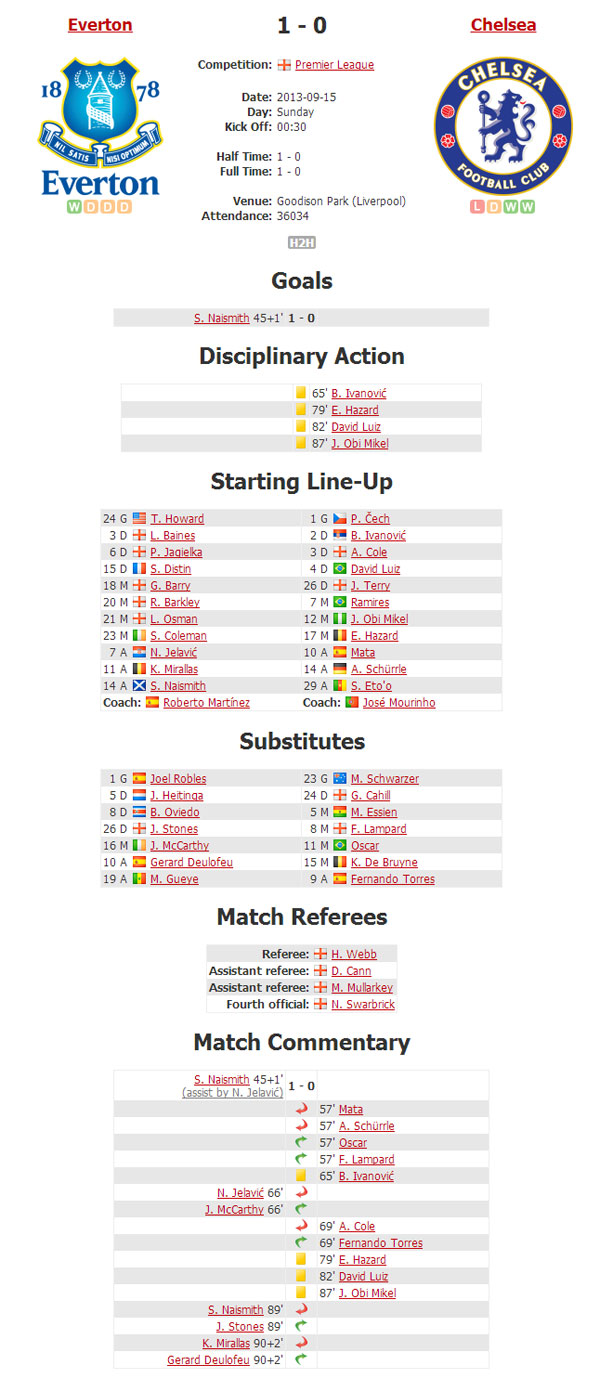 Everton
1 - 0
Chelsea
Competition: Premier League
Date: 2013-09-15
Day: Sunday
Kick Off: 00:30
Half Time: 1 - 0
Full Time: 1 - 0
Venue: Goodison Park (Liverpool)
Attendance: 36034
18 78
NIL SATIS NISI OPTIMUM
Everton
W D D D
CHELSEA
FOOTBALL CLUB
L D W W
H2H
Goals
S. Naismith 45+1' 1 - 0
Disciplinary Action
65' B. Ivanović
79' E. Hazard
82' David Luiz
87' J. Obi Mikel
Starting Line-Up
24 G T. Howard 1 G P. Čech
3 D L. Baines 2 D B. Ivanović
6 D P. Jagielka 3 D A. Cole
15 D S. Distin 4 D David Luiz
18 M G. Barry 26 D J. Terry
20 M R. Barkley 7 M Ramires
21 M L. Osman 12 M J. Obi Mikel
23 M S. Coleman 17 M E. Hazard
7 A N. Jelavić 10 A Mata
11 A K. Mirallas 14 A A. Schürrle
14 A S. Naismith 29 A S. Eto'o
Coach: Roberto Martínez Coach: José Mourinho
Substitutes
1 G Joel Robles 23 G M. Schwarzer
5 D J. Heitinga 24 D G. Cahill
8 D B. Oviedo 5 M M. Essien
26 D J. Stones 8 M F. Lampard
16 M J. McCarthy 11 M Oscar
10 A Gerard Deulofeu 15 M K. De Bruyne
19 A M. Gueye 9 A Fernando Torres
Match Referees
Referee: H. Webb
Assistant referee: D. Cann
Assistant referee: M. Mullarkey
Fourth official: N. Swarbrick
Match Commentary
S. Naismith 45+1' 1 - 0
(assist by N. Jelavić)
57' Mata
57' A. Schürrle
57' Oscar
57' F. Lampard
65' B. Ivanović
N. Jelavić 66'
J. McCarthy 66'
69' A. Cole
69' Fernando Torres
79' E. Hazard
82' David Luiz
87' J. Obi Mikel
S. Naismith 89'
J. Stones 89'
K. Mirallas 90+2'
Gerard Deulofeu 90+2'